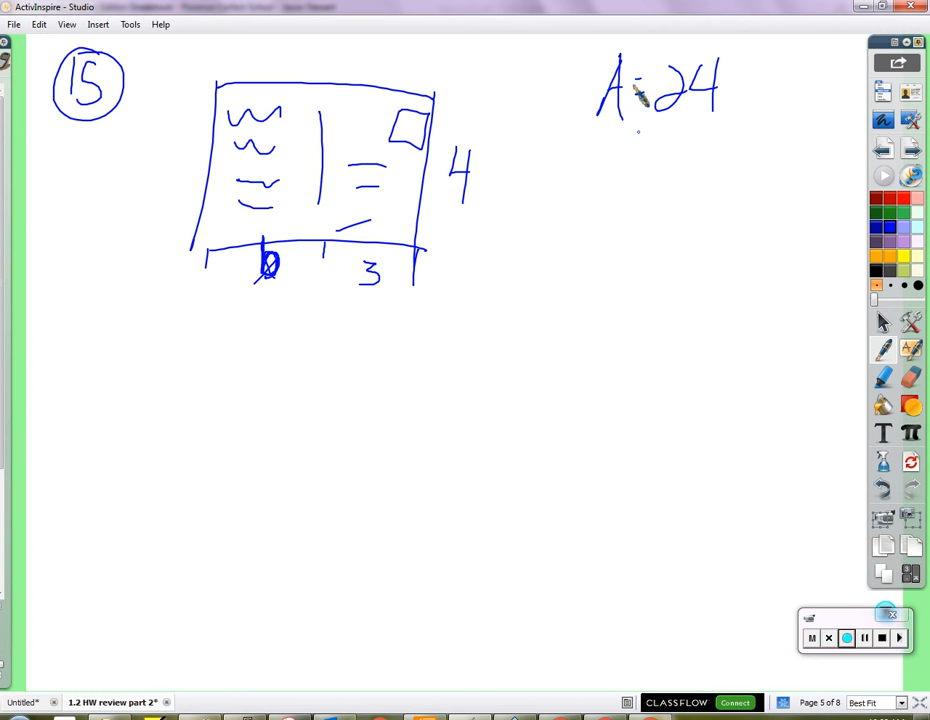 ActivInspire - Studio
File Edit View Insert Tools Help
15
A = 24
4
3
M
Untitled*
1.2 HW review part 2*
CLASSFLOW Connect
Page 5 of 8
Best Fit